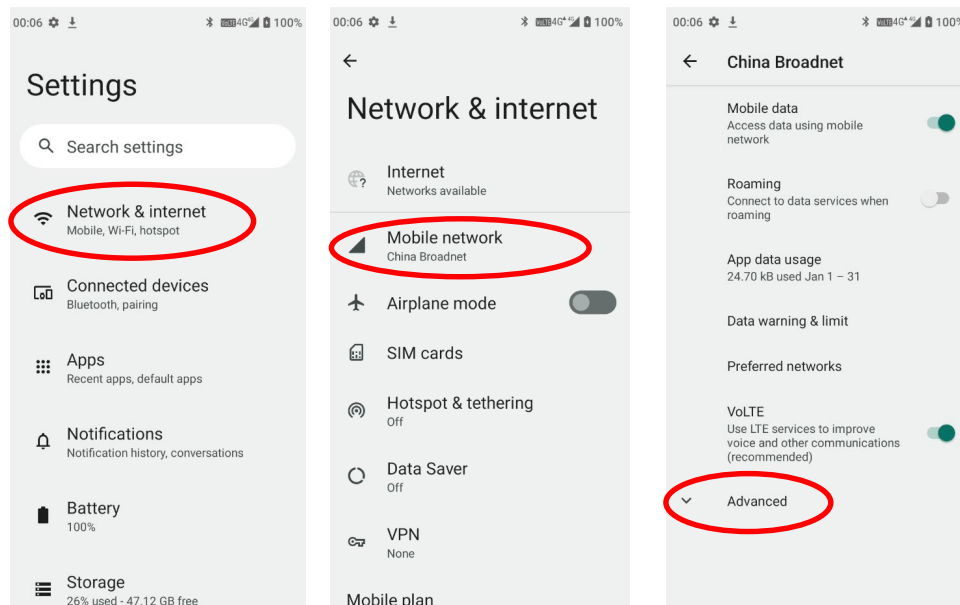 00:06 4G 100%
Settings
Search settings
Network & internet
Mobile, Wi-Fi, hotspot
Connected devices
Bluetooth, pairing
Apps
Recent apps, default apps
Notifications
Notification history, conversations
Battery
100%
Storage
26% used - 47.12 GB free
00:06 4G 100%
Network & internet
Internet
Networks available
Mobile network
China Broadnet
Airplane mode
SIM cards
Hotspot & tethering
Off
Data Saver
Off
VPN
None
Mobile plan
00:06 4G 100%
China Broadnet
Mobile data
Access data using mobile
network
Roaming
Connect to data services when
roaming
App data usage
24.70 kB used Jan 1 – 31
Data warning & limit
Preferred networks
VoLTE
Use LTE services to improve
voice and other communications
(recommended)
Advanced